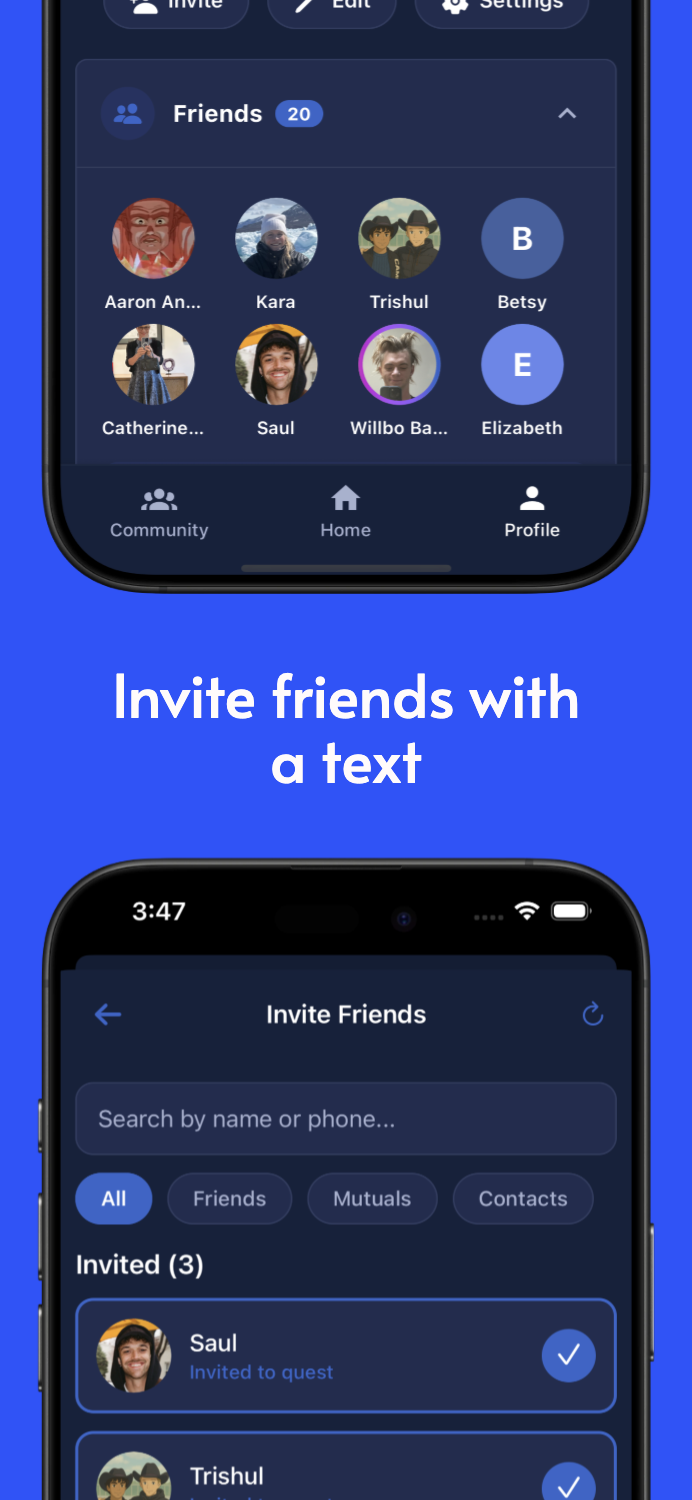 Invite Edit Settings
Friends 20
Aaron An... Kara Trishul B Betsy
Catherine... Saul Willbo Ba... E Elizabeth
Community Home Profile
Invite friends with
a text
3:47
Invite Friends
Search by name or phone...
All Friends Mutuals Contacts
Invited (3)
Saul
Invited to quest
Trishul